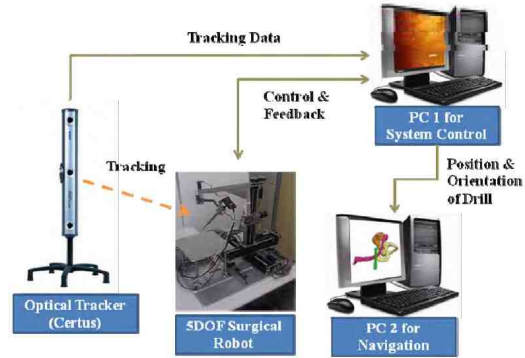 Tracking Data
Control &
Feedback
PC 1 for
System Control
Tracking
Position &
Orientation
of Drill
Optical Tracker
(Certus)
5DOF Surgical
Robot
PC 2 for
Navigation